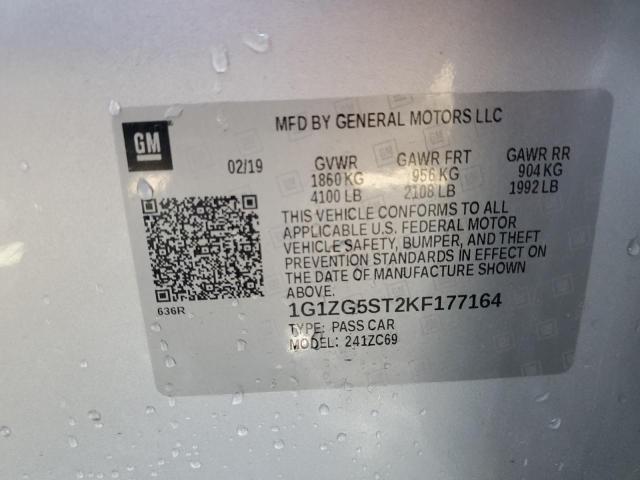 MFD BY GENERAL MOTORS LLC
GM
02/19 GVWR GAWR FRT GAWR RR
1860 KG 956 KG 904 KG
4100 LB 2108 LB 1992 LB
THIS VEHICLE CONFORMS TO ALL
APPLICABLE U.S. FEDERAL MOTOR
VEHICLE SAFETY, BUMPER, AND THEFT
PREVENTION STANDARDS IN EFFECT ON
THE DATE OF MANUFACTURE SHOWN
ABOVE.
636R
1G1ZG5ST2KF177164
TYPE: PASS CAR
MODEL: 241ZC69